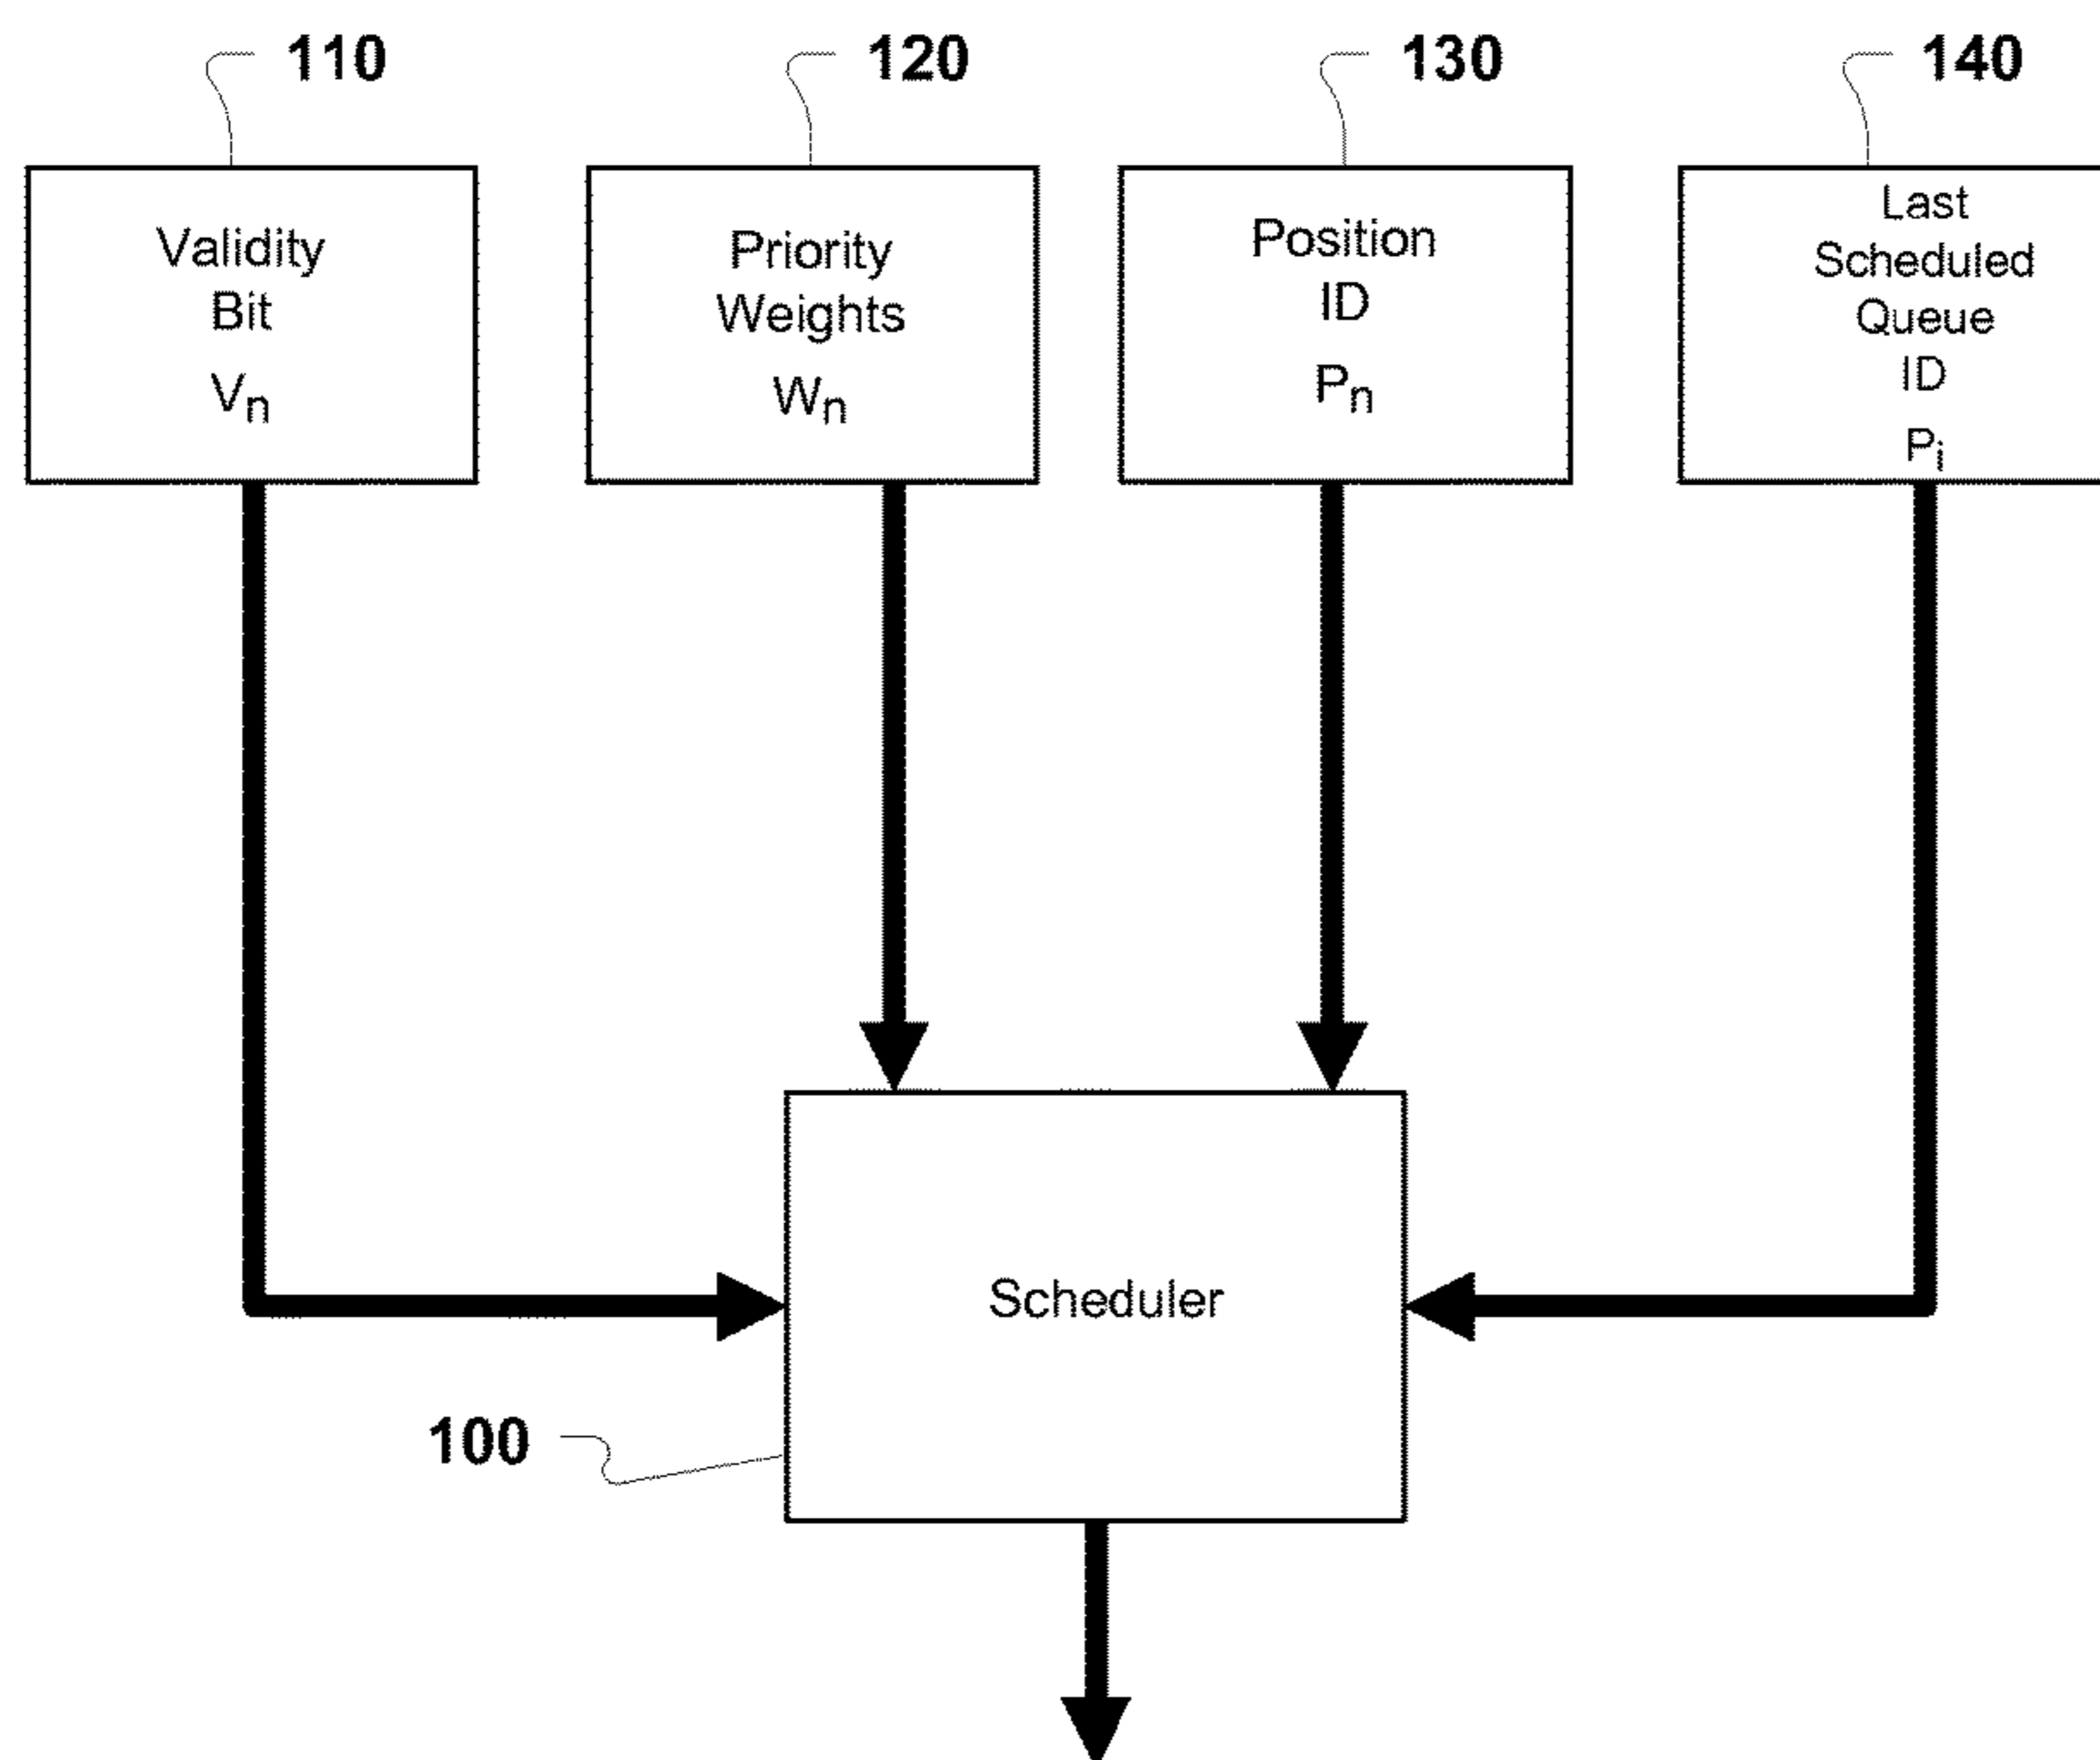 110
120
130
140
Validity
Bit
Vn
Priority
Weights
Wn
Position
ID
Pn
Last
Scheduled
Queue
ID
Pi
Scheduler
100